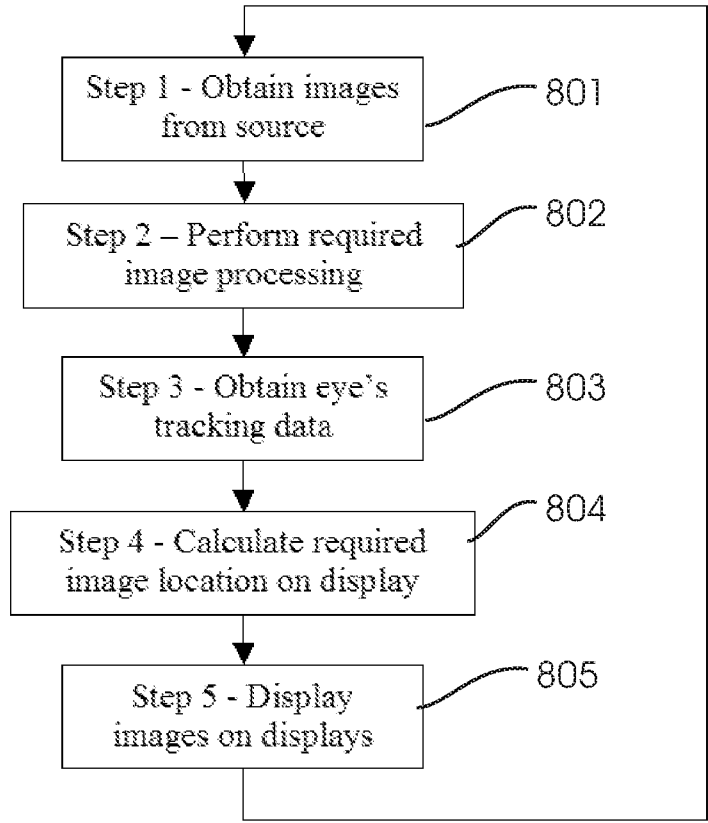 Step 1 - Obtain images
from source
801
Step 2 – Perform required
image processing
802
Step 3 - Obtain eye's
tracking data
803
Step 4 - Calculate required
image location on display
804
Step 5 - Display
images on displays
805